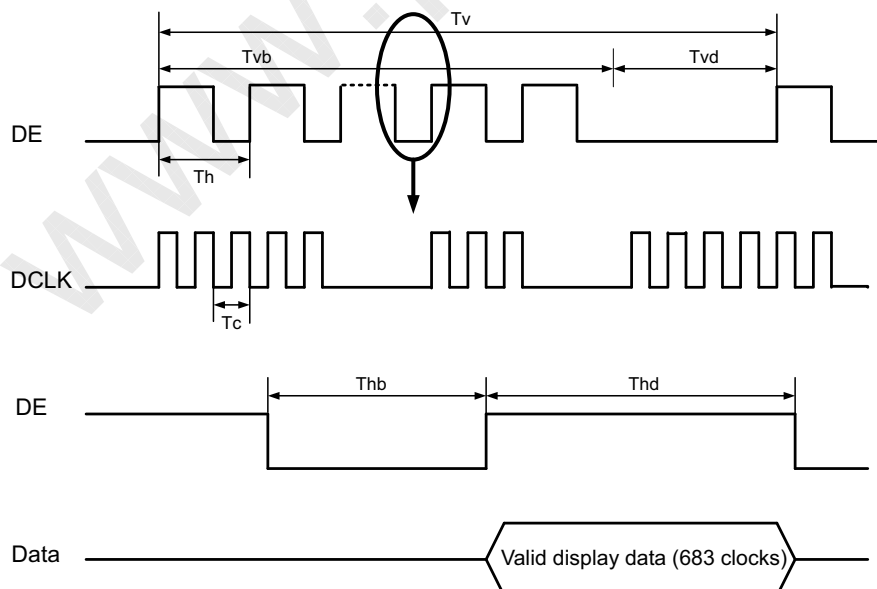 Tv
Tvb
Tvd
DE
Th
DCLK
Tc
Thb
Thd
DE
Data
Valid display data (683 clocks)